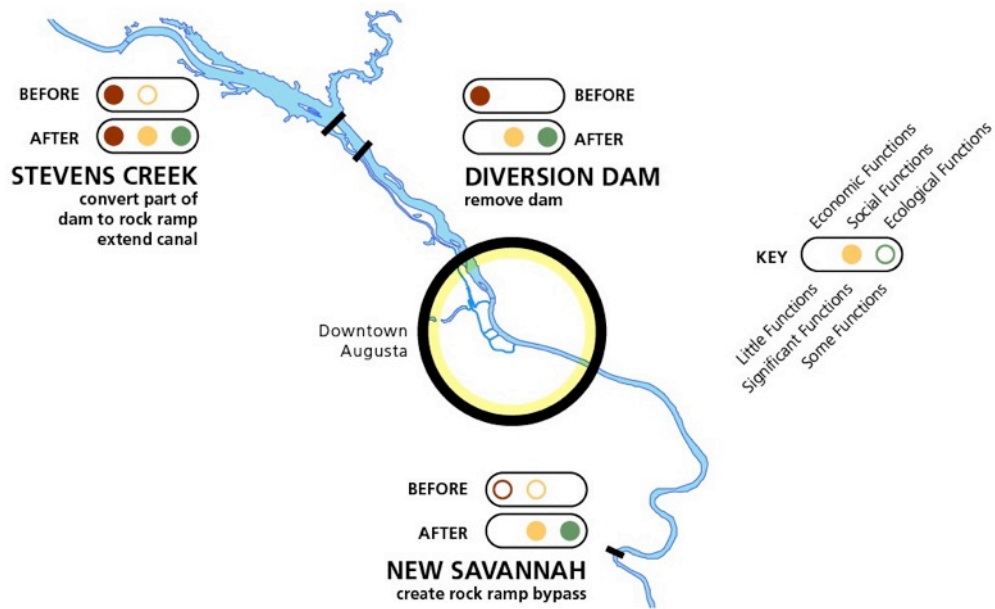 BEFORE
AFTER
STEVENS CREEK
convert part of
dam to rock ramp
extend canal
BEFORE
AFTER
DIVERSION DAM
remove dam
Economic Functions
Social Functions
Ecological Functions
KEY
Little Functions
Significant Functions
Some Functions
Downtown
Augusta
BEFORE
AFTER
NEW SAVANNAH
create rock ramp bypass